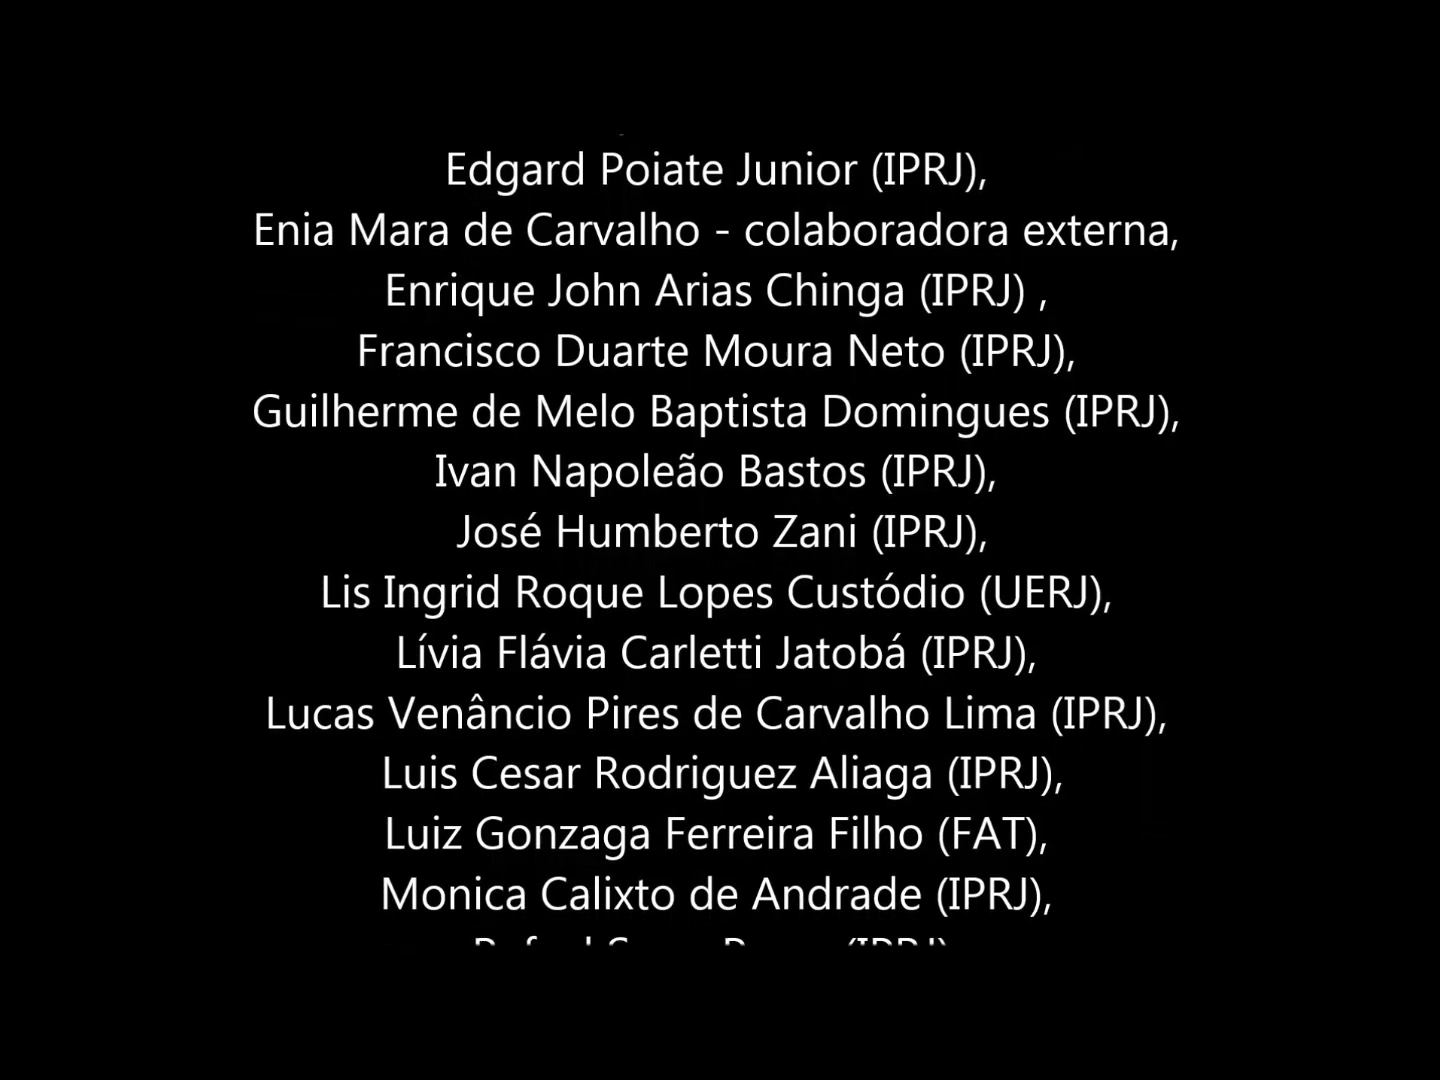 Edgard Poiate Junior (IPRJ),
Enia Mara de Carvalho - colaboradora externa,
Enrique John Arias Chinga (IPRJ) ,
Francisco Duarte Moura Neto (IPRJ),
Guilherme de Melo Baptista Domingues (IPRJ),
Ivan Napoleão Bastos (IPRJ),
José Humberto Zani (IPRJ),
Lis Ingrid Roque Lopes Custódio (UERJ),
Lívia Flávia Carletti Jatobá (IPRJ),
Lucas Venâncio Pires de Carvalho Lima (IPRJ),
Luis Cesar Rodriguez Aliaga (IPRJ),
Luiz Gonzaga Ferreira Filho (FAT),
Monica Calixto de Andrade (IPRJ),